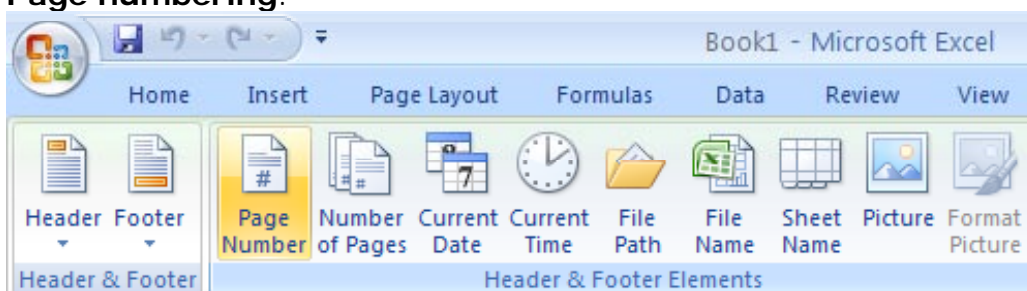 Page numbering:
Book1 - Microsoft Excel
Home Insert Page Layout Formulas Data Review View
# # # 7
Header Footer Page Number Number of Pages Current Date Current Time File Path File Name Sheet Name Picture Format Picture
Header & Footer Header & Footer Elements